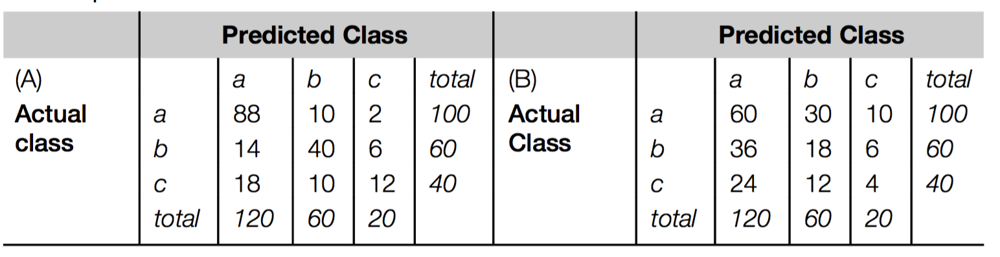 Predicted Class Predicted Class
(A) a b c total (B) a b c total
Actual a 88 10 2 100 Actual a 60 30 10 100
class b 14 40 6 60 Class b 36 18 6 60
c 18 10 12 40 c 24 12 4 40
total 120 60 20 total 120 60 20